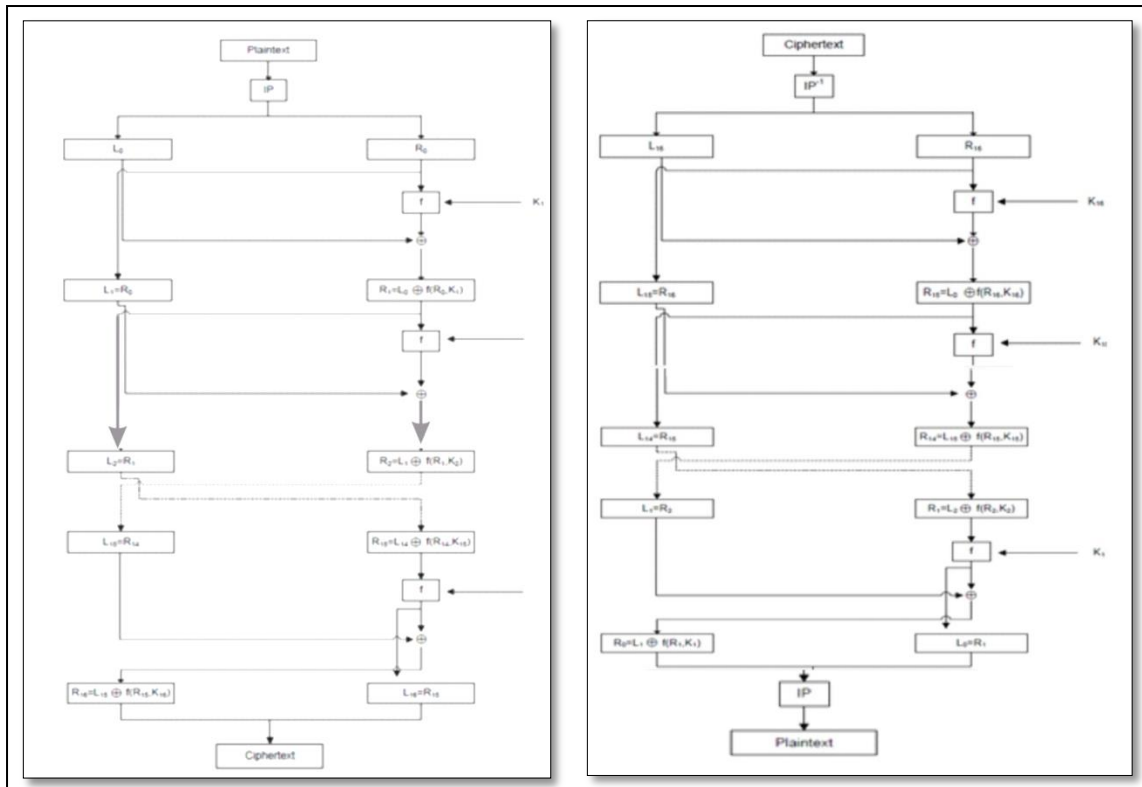 Plaintext
IP
L₀
R₀
f
K₁
⊕
L₁=R₀
R₁=L₀ ⊕ f(R₀,K₁)
f
⊕
L₂=R₁
R₂=L₁ ⊕ f(R₁,K₂)
L₁₅=R₁₄
R₁₅=L₁₄ ⊕ f(R₁₄,K₁₅)
f
⊕
R₁₆=L₁₅ ⊕ f(R₁₅,K₁₆)
L₁₆=R₁₅
Ciphertext
Ciphertext
IP⁻¹
L₁₆
R₁₆
f
K₁₆
⊕
L₁₅=R₁₆
f
⊕
L₁₄=R₁₅
R₁₄=L₁₅ ⊕ f(R₁₅,K₁₅)
L₁=R₂
R₁=L₂ ⊕ f(R₂,K₂)
f
K₁
⊕
R₀=L₁ ⊕ f(R₁,K₁)
L₀=R₁
IP
Plaintext